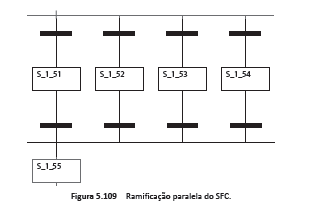 S_1_51 S_1_52 S_1_53 S_1_54
S_1_55
Figura 5.109 Ramificação paralela do SFC.